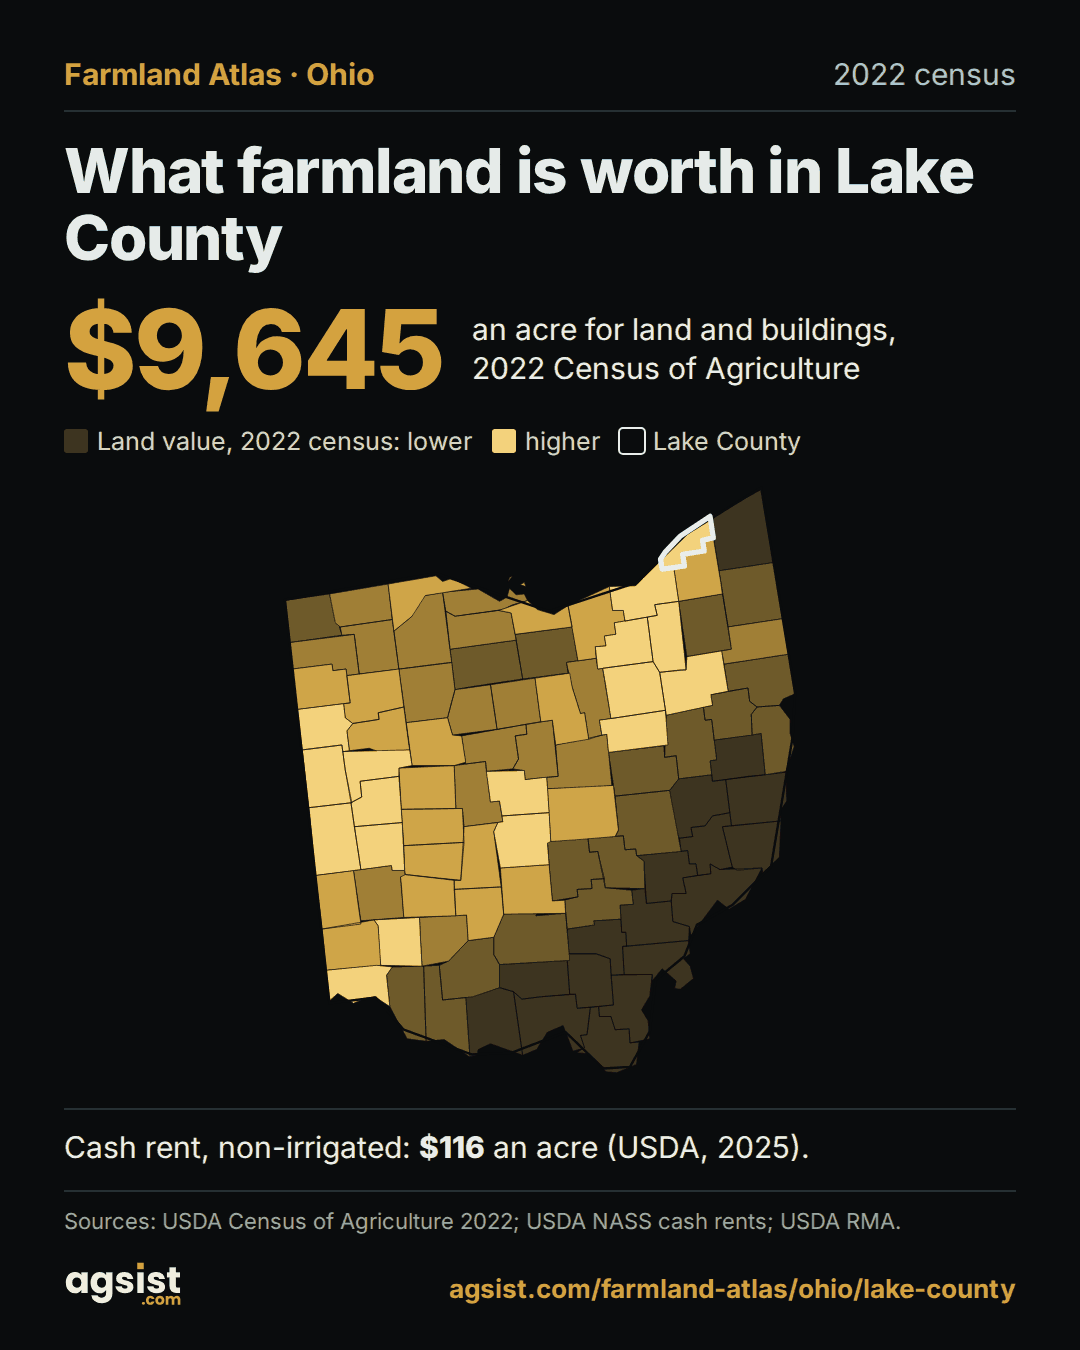 Farmland Atlas · Ohio
2022 census
What farmland is worth in Lake
County
$9,645
an acre for land and buildings,
2022 Census of Agriculture
Land value, 2022 census: lower
higher
Lake County
Cash rent, non-irrigated: $116 an acre (USDA, 2025).
Sources: USDA Census of Agriculture 2022; USDA NASS cash rents; USDA RMA.
agsist
.com
agsist.com/farmland-atlas/ohio/lake-county